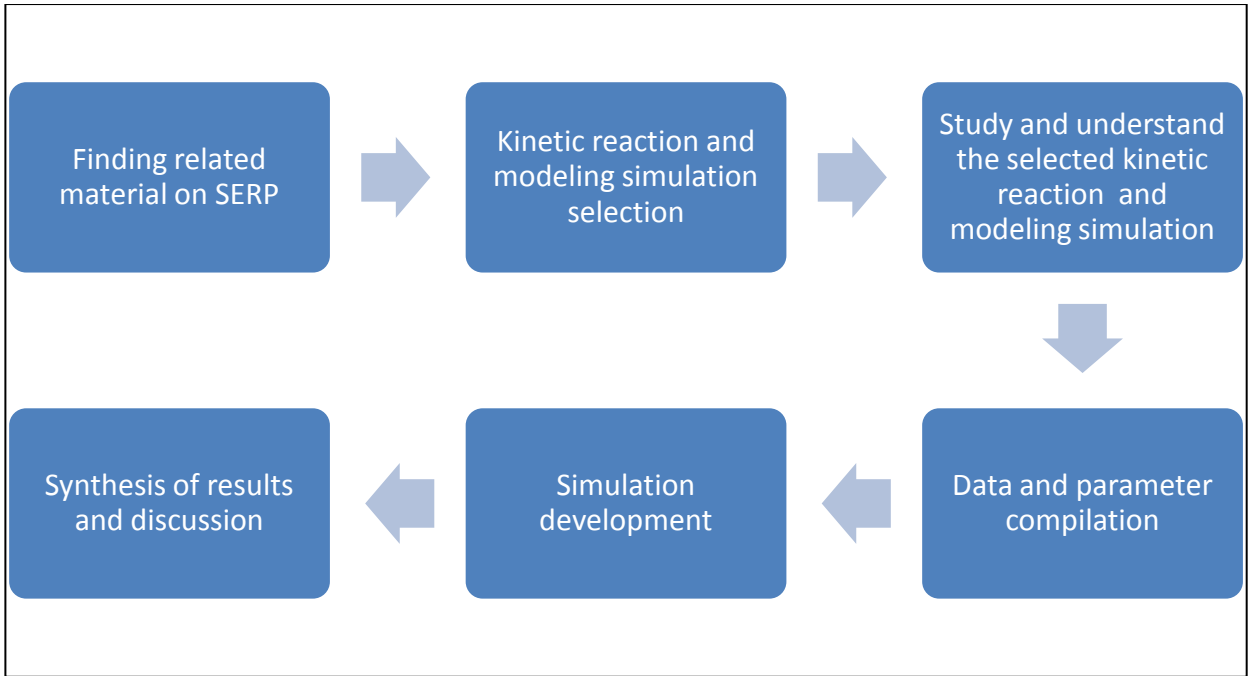 Finding related
material on SERP
Kinetic reaction and
modeling simulation
selection
Study and understand
the selected kinetic
reaction and
modeling simulation
Data and parameter
compilation
Simulation
development
Synthesis of results
and discussion